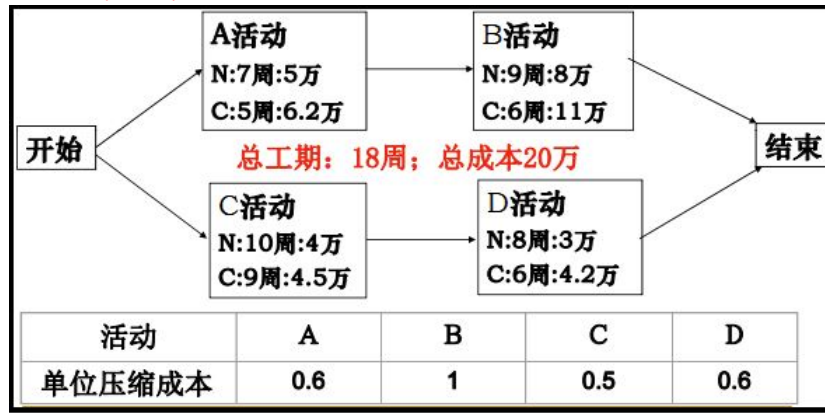 A活动
N:7周:5万
C:5周:6.2万
B活动
N:9周:8万
C:6周:11万
开始
总工期：18周；总成本20万
结束
C活动
N:10周:4万
C:9周:4.5万
D活动
N:8周:3万
C:6周:4.2万
活动 A B C D
单位压缩成本 0.6 1 0.5 0.6